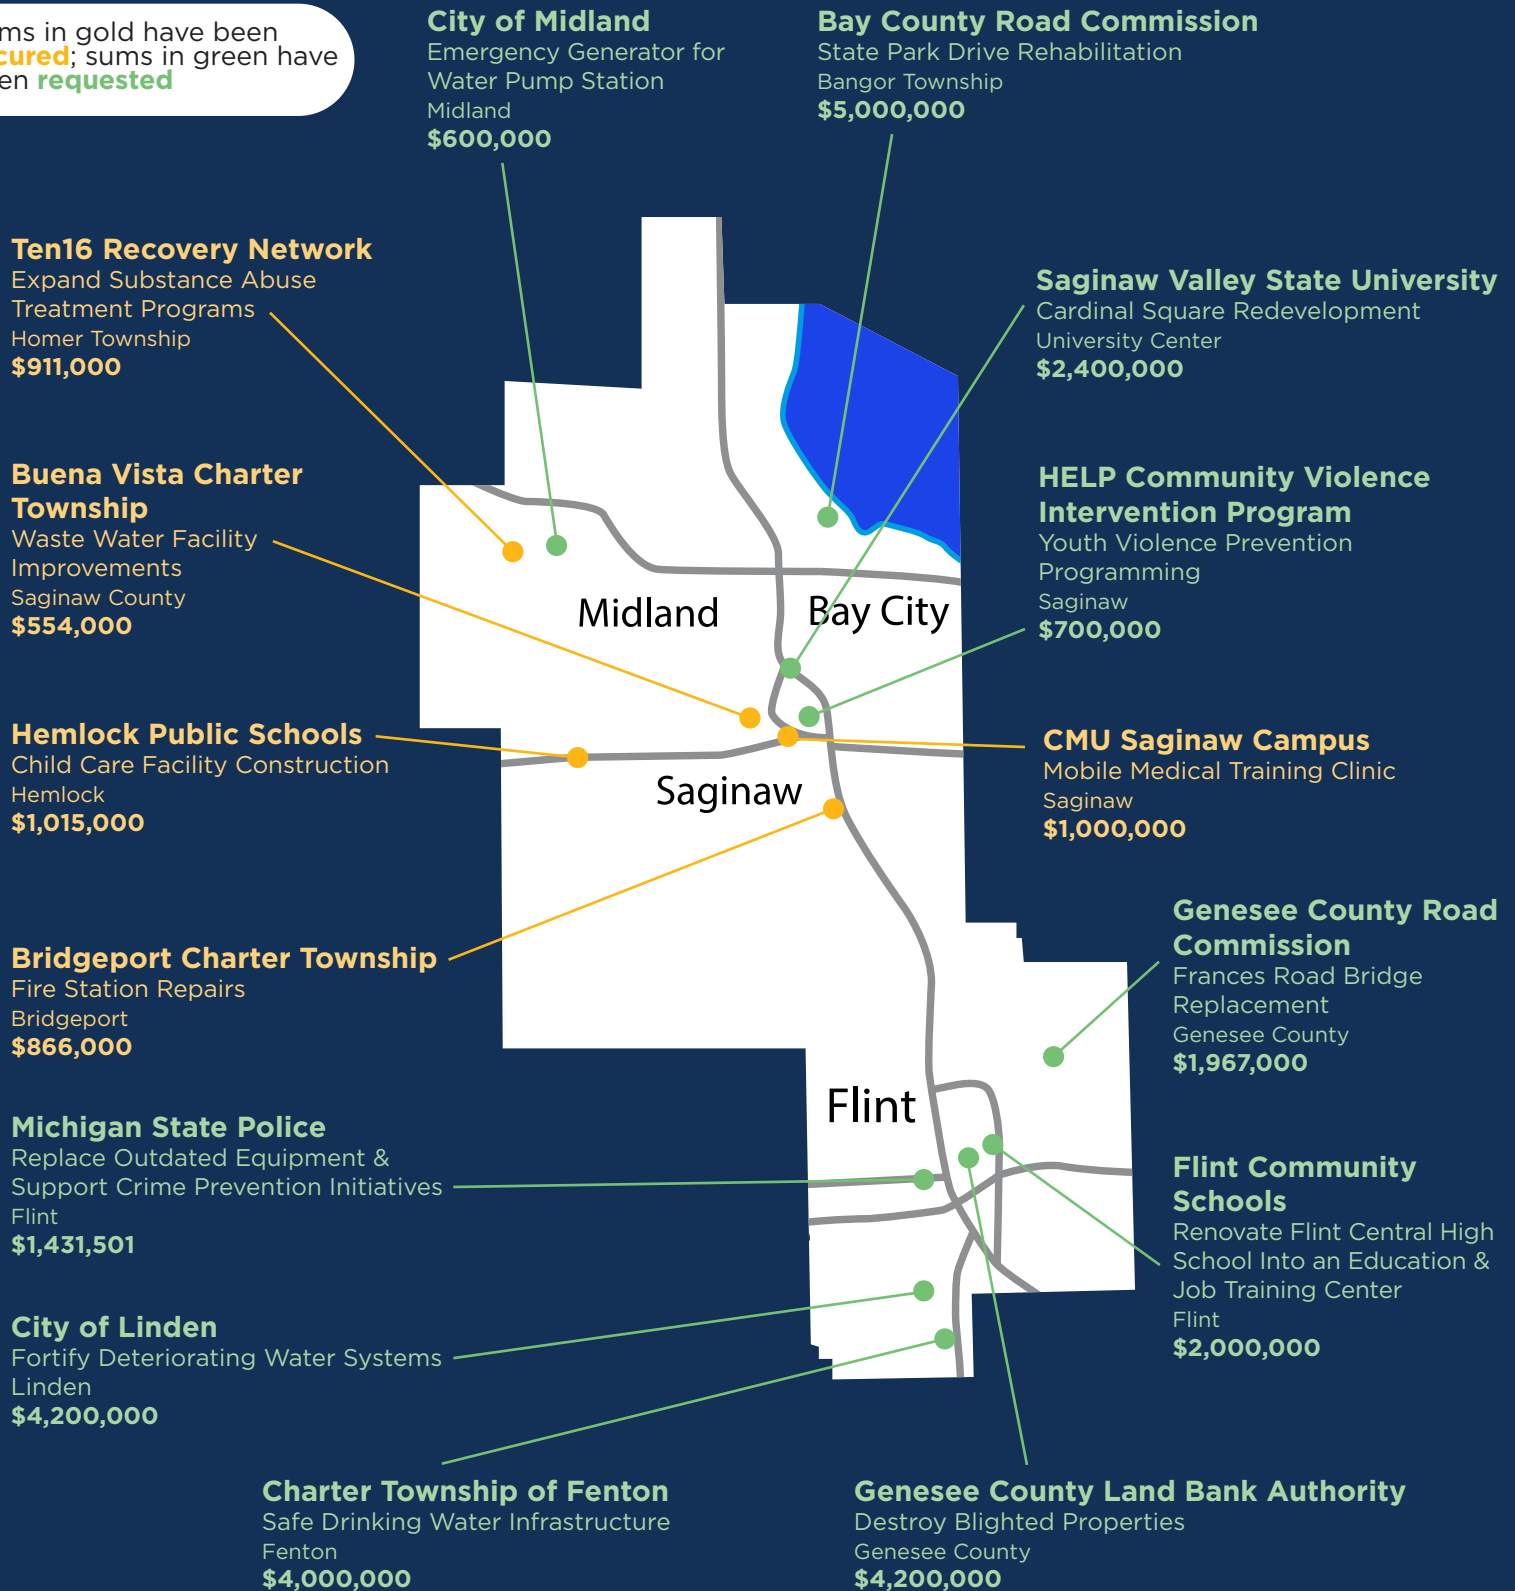 ms in gold have been
cured; sums in green have
en requested
City of Midland
Emergency Generator for
Water Pump Station
Midland
$600,000
Bay County Road Commission
State Park Drive Rehabilitation
Bangor Township
$5,000,000
Ten16 Recovery Network
Expand Substance Abuse
Treatment Programs
Homer Township
$911,000
Saginaw Valley State University
Cardinal Square Redevelopment
University Center
$2,400,000
Buena Vista Charter
Township
Waste Water Facility
Improvements
Saginaw County
$554,000
HELP Community Violence
Intervention Program
Youth Violence Prevention
Programming
Saginaw
$700,000
Midland
Bay City
Hemlock Public Schools
Child Care Facility Construction
Hemlock
$1,015,000
Saginaw
CMU Saginaw Campus
Mobile Medical Training Clinic
Saginaw
$1,000,000
Bridgeport Charter Township
Fire Station Repairs
Bridgeport
$866,000
Genesee County Road
Commission
Frances Road Bridge
Replacement
Genesee County
$1,967,000
Flint
Michigan State Police
Replace Outdated Equipment &
Support Crime Prevention Initiatives
Flint
$1,431,501
Flint Community
Schools
Renovate Flint Central High
School Into an Education &
Job Training Center
Flint
$2,000,000
City of Linden
Fortify Deteriorating Water Systems
Linden
$4,200,000
Charter Township of Fenton
Safe Drinking Water Infrastructure
Fenton
$4,000,000
Genesee County Land Bank Authority
Destroy Blighted Properties
Genesee County
$4,200,000